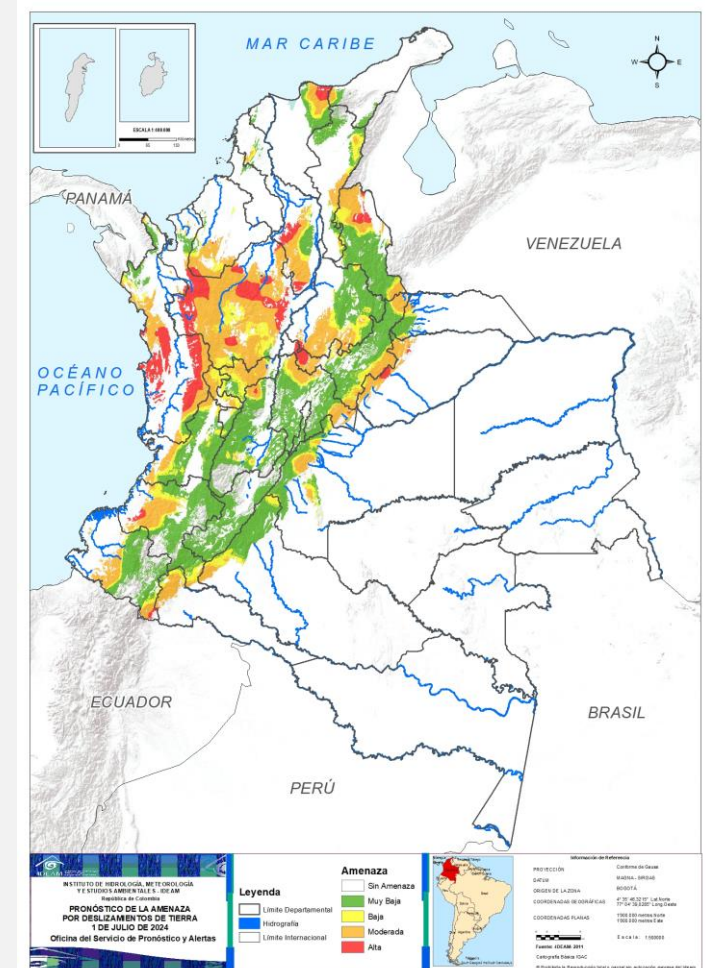 MAR CARIBE
N
W
E
S
PANAMÁ
VENEZUELA
OCÉANO
PACÍFICO
ECUADOR
BRASIL
PERÚ
IDEAM
INSTITUTO DE HIDROLOGÍA, METEOROLOGÍA
Y ESTUDIOS AMBIENTALES - IDEAM
República de Colombia
PRONÓSTICO DE LA AMENAZA
POR DESLIZAMIENTOS DE TIERRA
1 DE JULIO DE 2024
Oficina del Servicio de Pronóstico y Alertas
Leyenda
Límite Departamental
Hidrografía
Límite Internacional
Amenaza
Sin Amenaza
Muy Baja
Baja
Moderada
Alta
Información de Referencia
PROYECCIÓN
Conforme de Gauss
DATUM
MAGNA - SIRGAS
ORIGEN DE LA ZONA
BOGOTÁ
COORDENADAS GEOGRÁFICAS
COORDENADAS PLANAS
Fuente: IDEAM 2011
Cartografía Básica IGAC